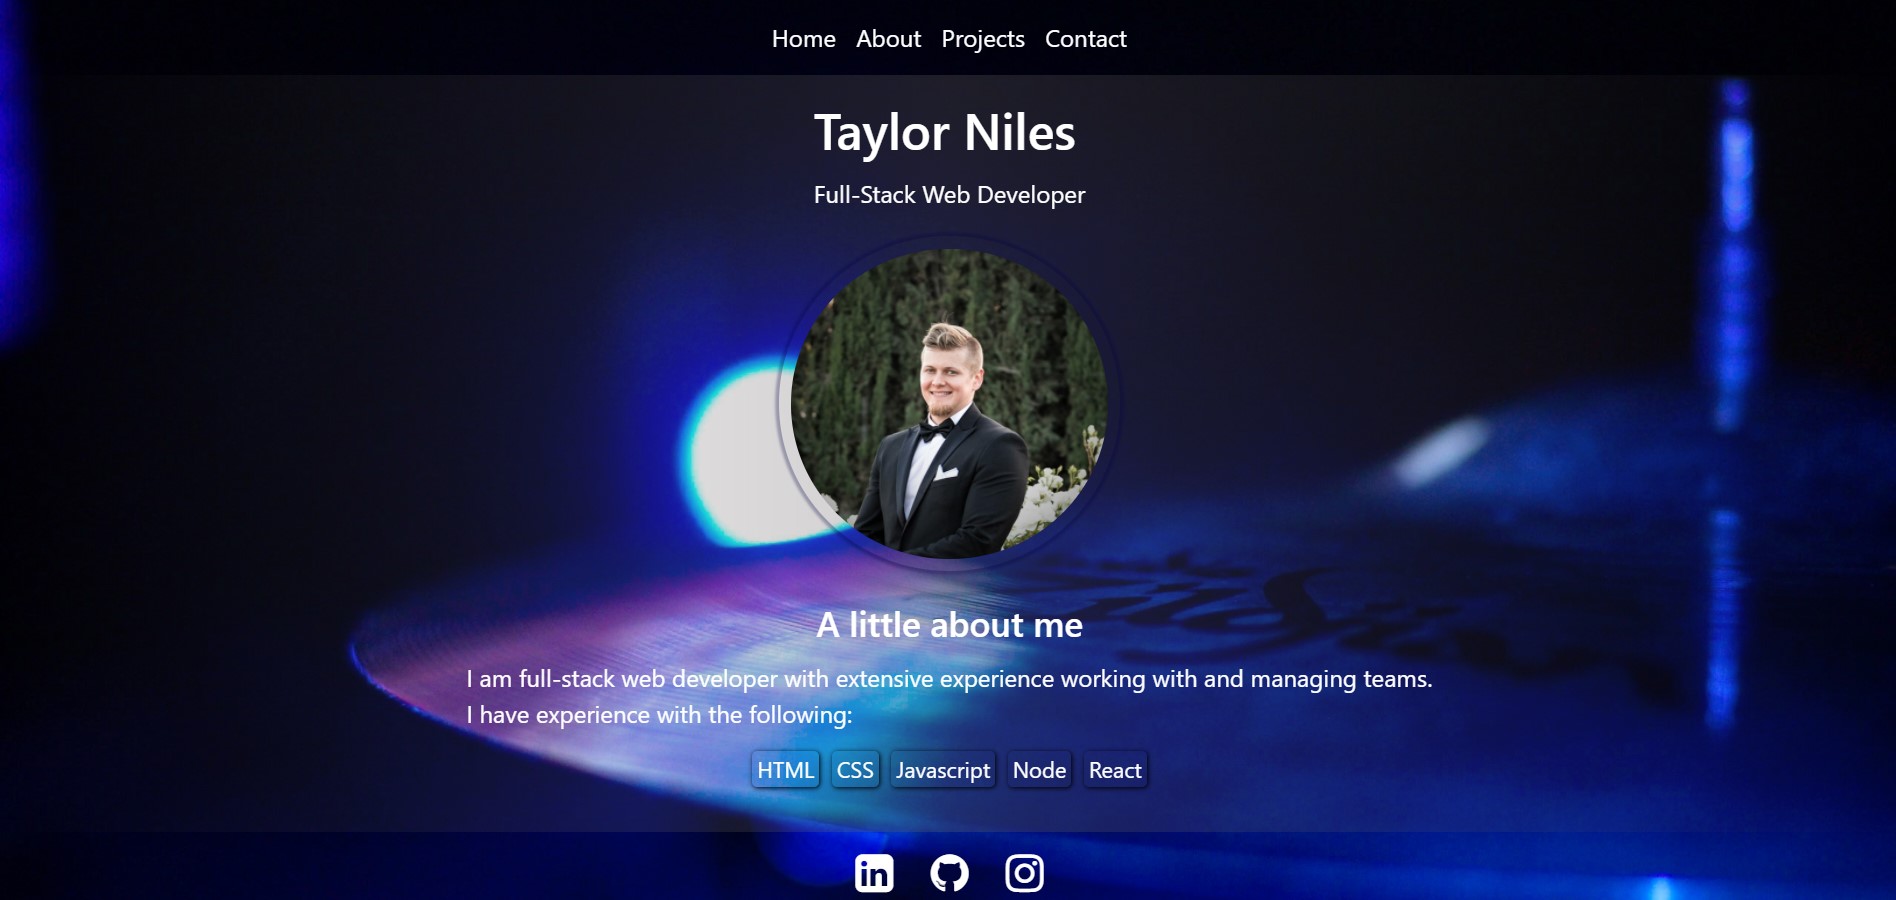 Home About Projects Contact
Taylor Niles
Full-Stack Web Developer
A little about me
I am full-stack web developer with extensive experience working with and managing teams.
I have experience with the following:
HTML CSS Javascript Node React
in